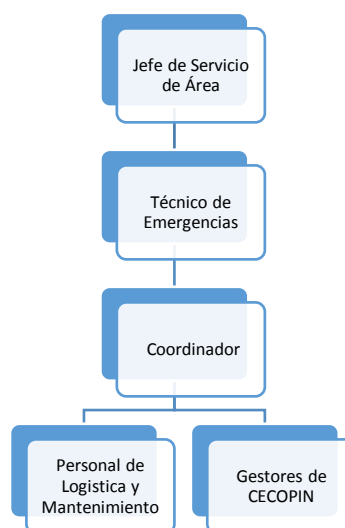 Jefe de Servicio
de Área
Técnico de
Emergencias
Coordinador
Personal de
Logistica y
Mantenimiento
Gestores de
CECOPIN